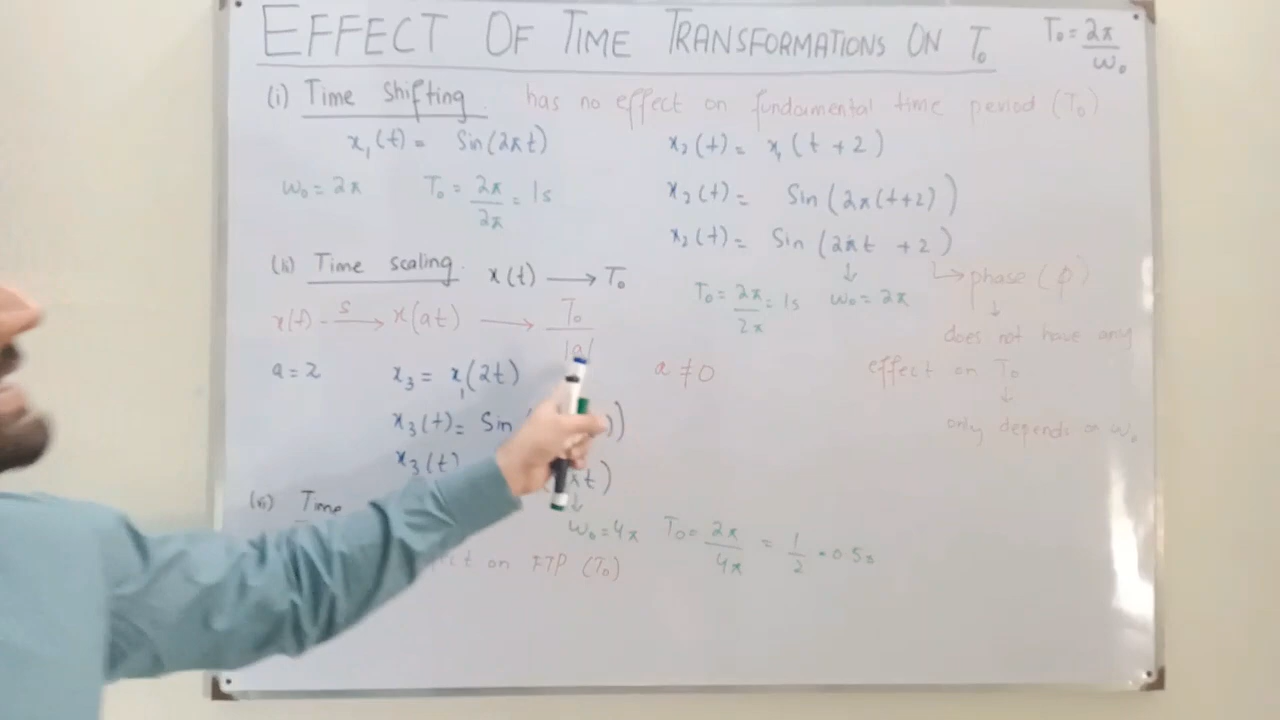 EFFECT OF TIME TRANSFORMATIONS ON T₀
T₀ = 2π/ω₀
(i) Time Shifting. has no effect on fundamental time period (T₀)
x₁(t) = Sin(2πt)
x₂(t) = x₁(t+2)
ω₀ = 2π T₀ = 2π/2π = 1s
x₂(t) = Sin(2π(t+2))
x₂(t) = Sin(2πt +2)
↓ ↳ phase (φ)
T₀ = 2π/2π = 1s ω₀ = 2π
↓
does not have any
effect on T₀
↓
only depends on ω₀
(ii) Time scaling. x(t) ⟶ T₀
x(t) -s→ x(at) ⟶ T₀/|a|
a = 2 x₃ = x₁(2t) a ≠ 0
x₃(t) = Sin ))
x₃(t) t)
↓
ω₀ = 4π T₀ = 2π/4π = 1/2 = 0.5s
Time
on FTP (T₀)